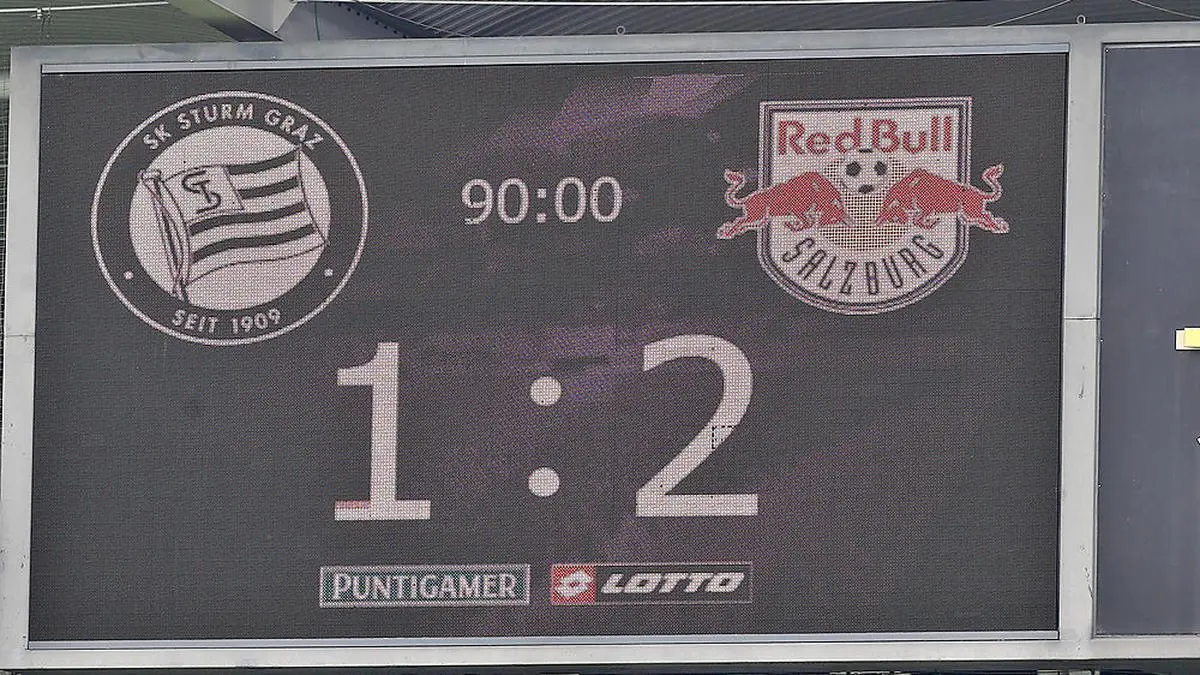 SK STURM GRAZ
SEIT 1909
90:00
Red Bull
SALZBURG
1 : 2
PUNTIGAMER
LOTTO